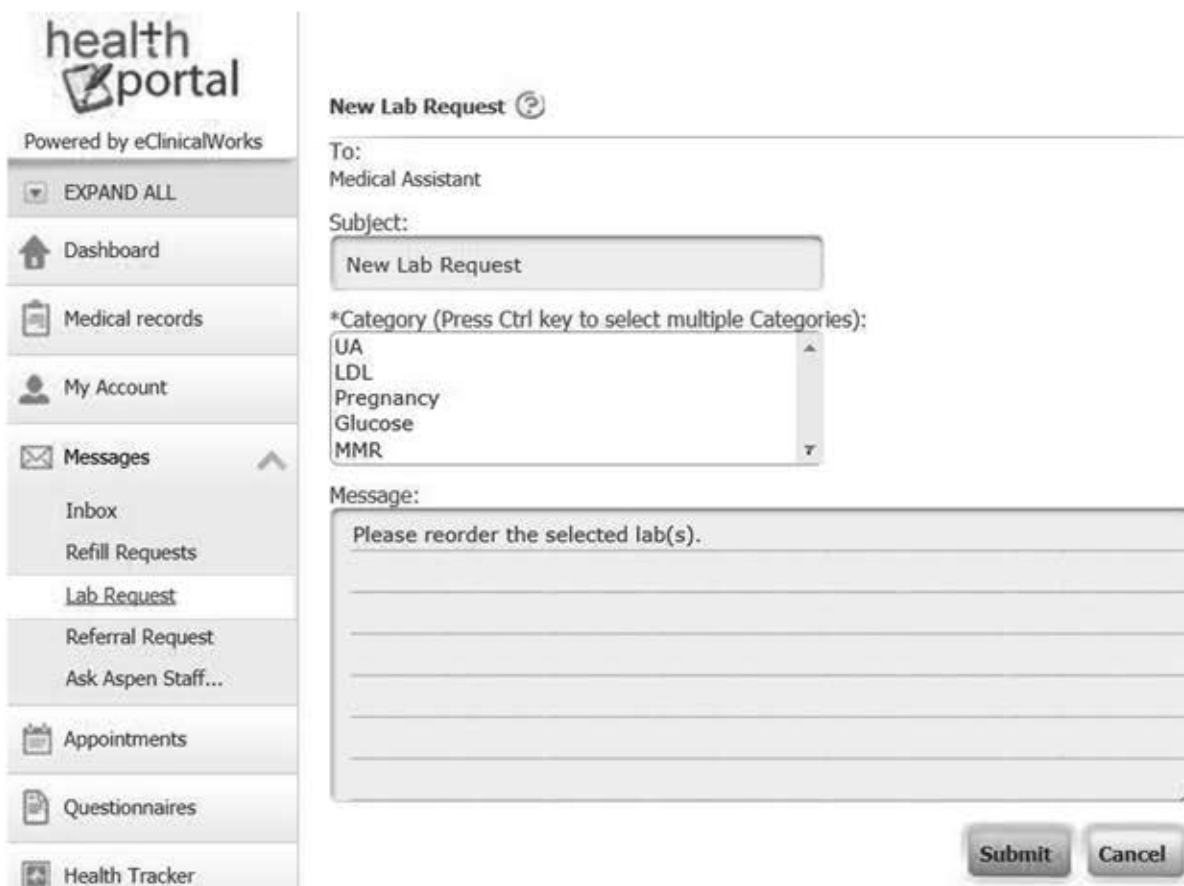 health
portal
Powered by eClinicalWorks
EXPAND ALL
Dashboard
Medical records
My Account
Messages
Inbox
Refill Requests
Lab Request
Referral Request
Ask Aspen Staff...
Appointments
Questionnaires
Health Tracker
New Lab Request ?
To:
Medical Assistant
Subject:
New Lab Request
*Category (Press Ctrl key to select multiple Categories):
UA
LDL
Pregnancy
Glucose
MMR
Message:
Please reorder the selected lab(s).
Submit Cancel